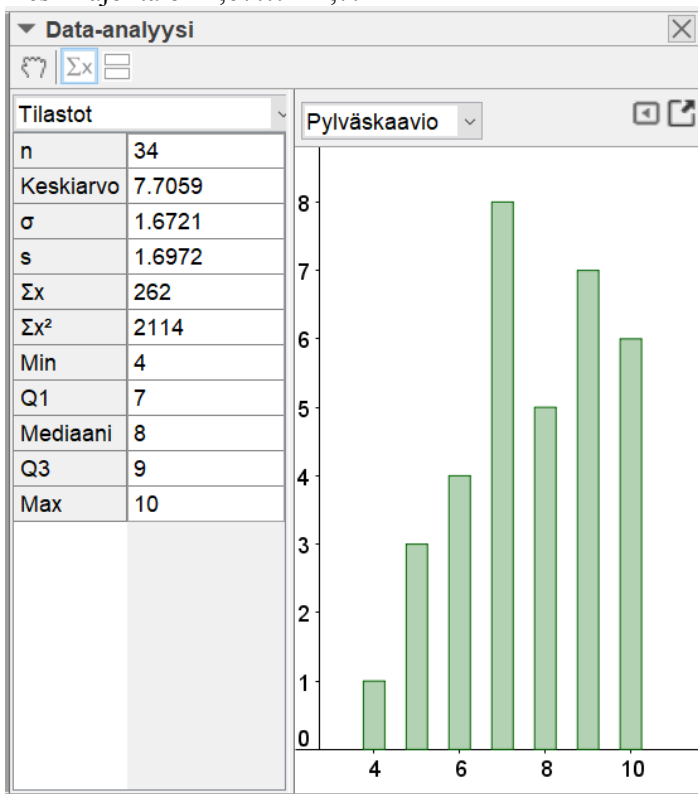 Data-analyysi
Σx
Tilastot
n 34
Keskiarvo 7.7059
σ 1.6721
s 1.6972
Σx 262
Σx² 2114
Min 4
Q1 7
Mediaani 8
Q3 9
Max 10
Pylväskaavio
8
7
6
5
4
3
2
1
0
4 6 8 10